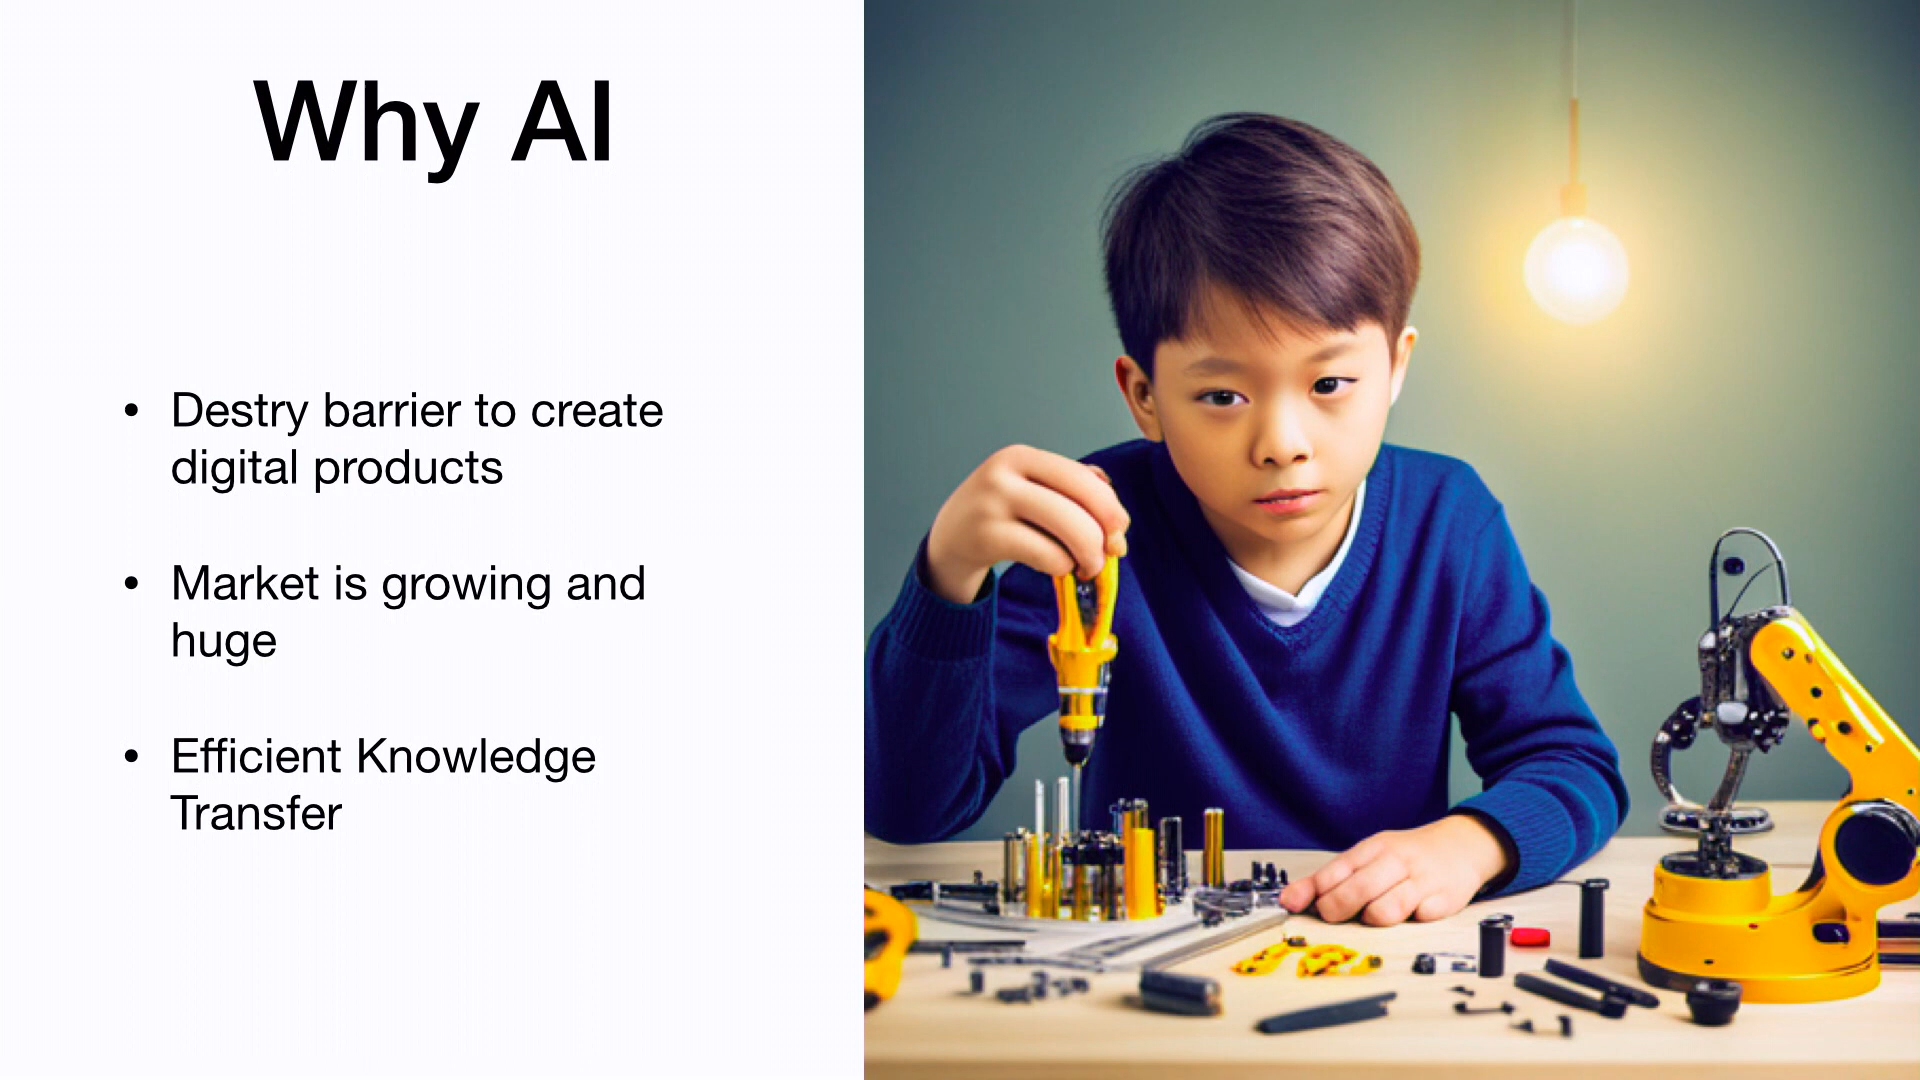 Why AI
• Destry barrier to create
digital products
• Market is growing and
huge
• Efficient Knowledge
Transfer